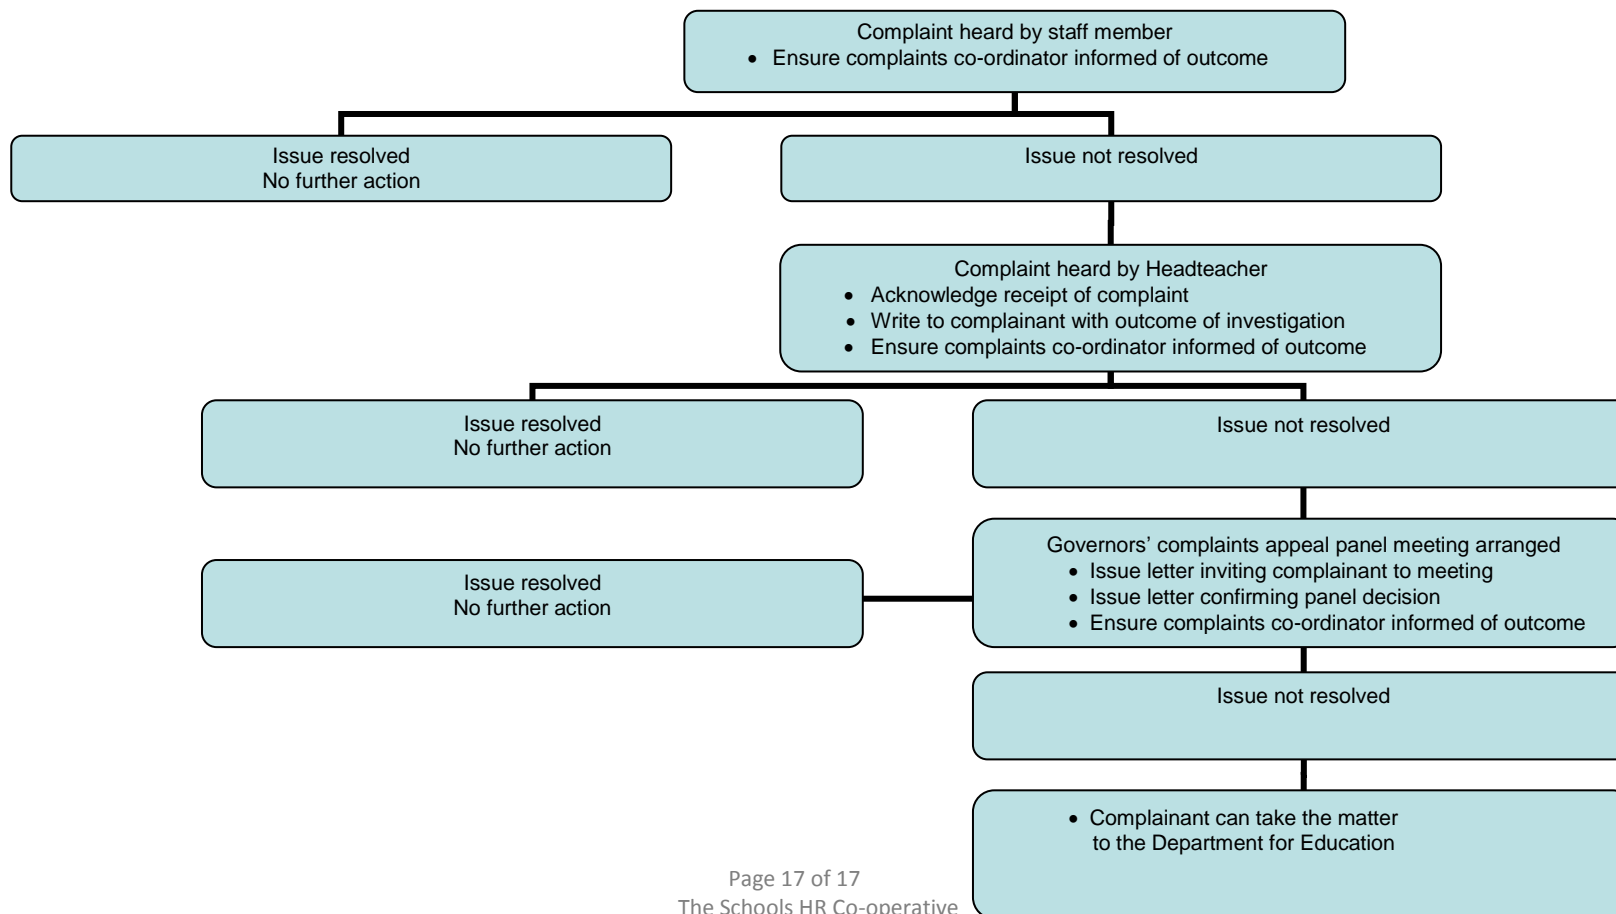 Complaint heard by staff member
• Ensure complaints co-ordinator informed of outcome
Issue resolved
No further action
Issue not resolved
Complaint heard by Headteacher
• Acknowledge receipt of complaint
• Write to complainant with outcome of investigation
• Ensure complaints co-ordinator informed of outcome
Issue resolved
No further action
Issue not resolved
Governors’ complaints appeal panel meeting arranged
• Issue letter inviting complainant to meeting
• Issue letter confirming panel decision
• Ensure complaints co-ordinator informed of outcome
Issue resolved
No further action
Issue not resolved
• Complainant can take the matter
to the Department for Education
Page 17 of 17
The Schools HR Co-operative